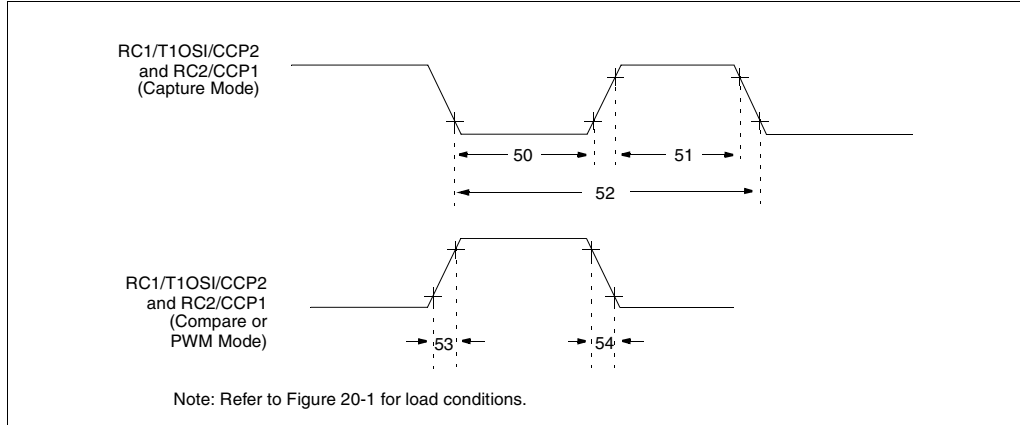 RC1/T1OSI/CCP2
and RC2/CCP1
(Capture Mode)
50
51
52
RC1/T1OSI/CCP2
and RC2/CCP1
(Compare or
PWM Mode)
53
54
Note: Refer to Figure 20-1 for load conditions.